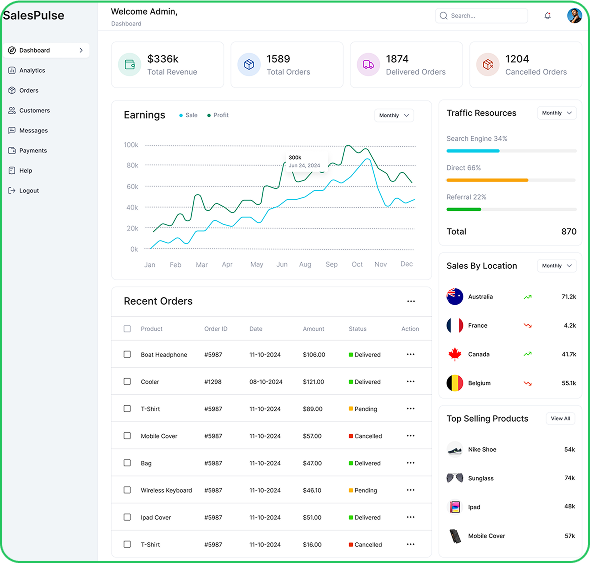 SalesPulse
Dashboard
Analytics
Orders
Customers
Messages
Payments
Help
Logout
Welcome Admin,
Dashboard
Search...
$336k
Total Revenue
1589
Total Orders
1874
Delivered Orders
1204
Cancelled Orders
Earnings
Sale
Profit
Monthly
100k
80k
60k
40k
20k
0k
300k
Jan 24, 2024
Jan Feb Mar Apr May Jun Aug Sep Oct Nov Dec
Recent Orders
Product Order ID Date Amount Status Action
Boat Headphone #5987 11-10-2024 $106.00 Delivered
Cooler #1298 08-10-2024 $121.00 Delivered
T-Shirt #5987 11-10-2024 $89.00 Pending
Mobile Cover #5987 11-10-2024 $57.00 Cancelled
Bag #5987 11-10-2024 $47.00 Delivered
Wireless Keyboard #5987 11-10-2024 $46.10 Pending
Ipad Cover #5987 11-10-2024 $51.00 Delivered
T-Shirt #5987 11-10-2024 $16.00 Cancelled
Traffic Resources
Monthly
Search Engine 34%
Direct 66%
Referral 22%
Total 870
Sales By Location
Monthly
Australia 71.2k
France 4.2k
Canada 41.7k
Belgium 55.1k
Top Selling Products
View All
Nike Shoe 54k
Sunglass 74k
Ipad 48k
Mobile Cover 57k